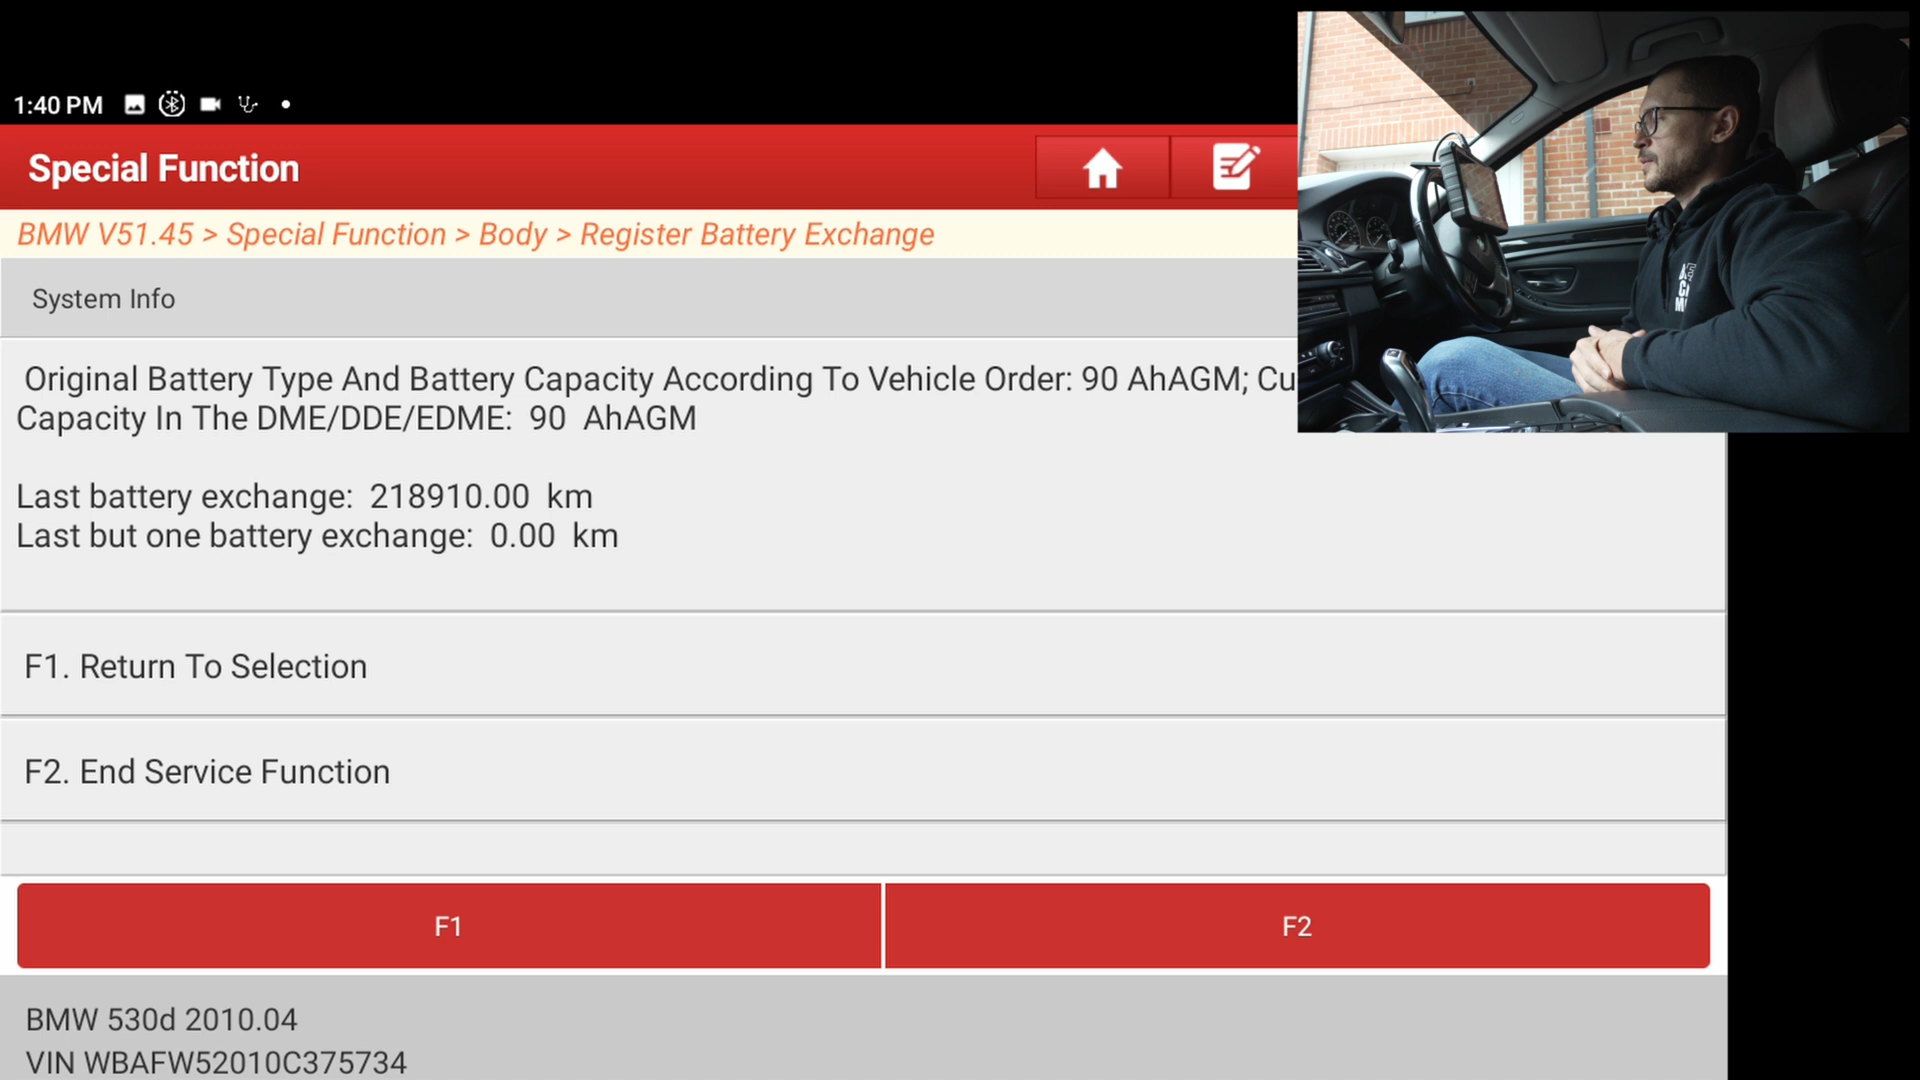 1:40 PM
Special Function
BMW V51.45 > Special Function > Body > Register Battery Exchange
System Info
Original Battery Type And Battery Capacity According To Vehicle Order: 90 AhAGM; Cu
Capacity In The DME/DDE/EDME: 90 AhAGM
Last battery exchange: 218910.00 km
Last but one battery exchange: 0.00 km
F1. Return To Selection
F2. End Service Function
F1
F2
BMW 530d 2010.04
VIN WBAFW52010C375734